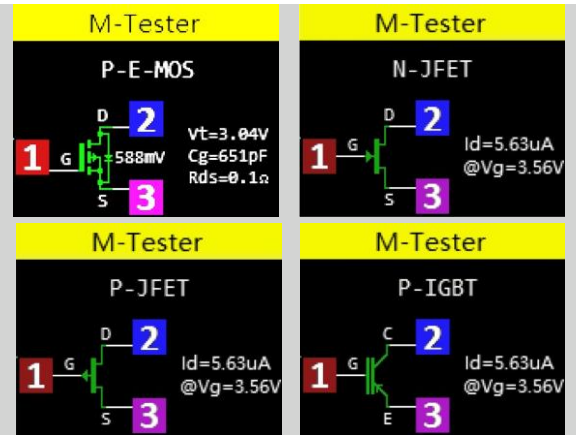 M-Tester
P-E-MOS
D 2
1 G 588mV
S 3
Vt=3.04V
Cg=651pF
Rds=0.1Ω
M-Tester
N-JFET
D 2
1 G
S 3
Id=5.63uA
@Vg=3.56V
M-Tester
P-JFET
D 2
1 G
S 3
Id=5.63uA
@Vg=3.56V
M-Tester
P-IGBT
C 2
1 G
E 3
Id=5.63uA
@Vg=3.56V